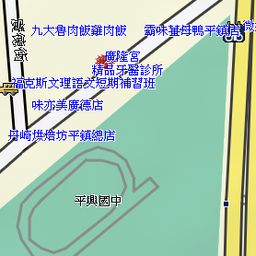 九大魯肉飯雞肉飯
霸味薑母鴨平鎮店
微
廣隆宮
精品牙醫診所
福克斯文理語文短期補習班
味亦美廣德店
丹崎烘焙坊平鎮總店
平興國中